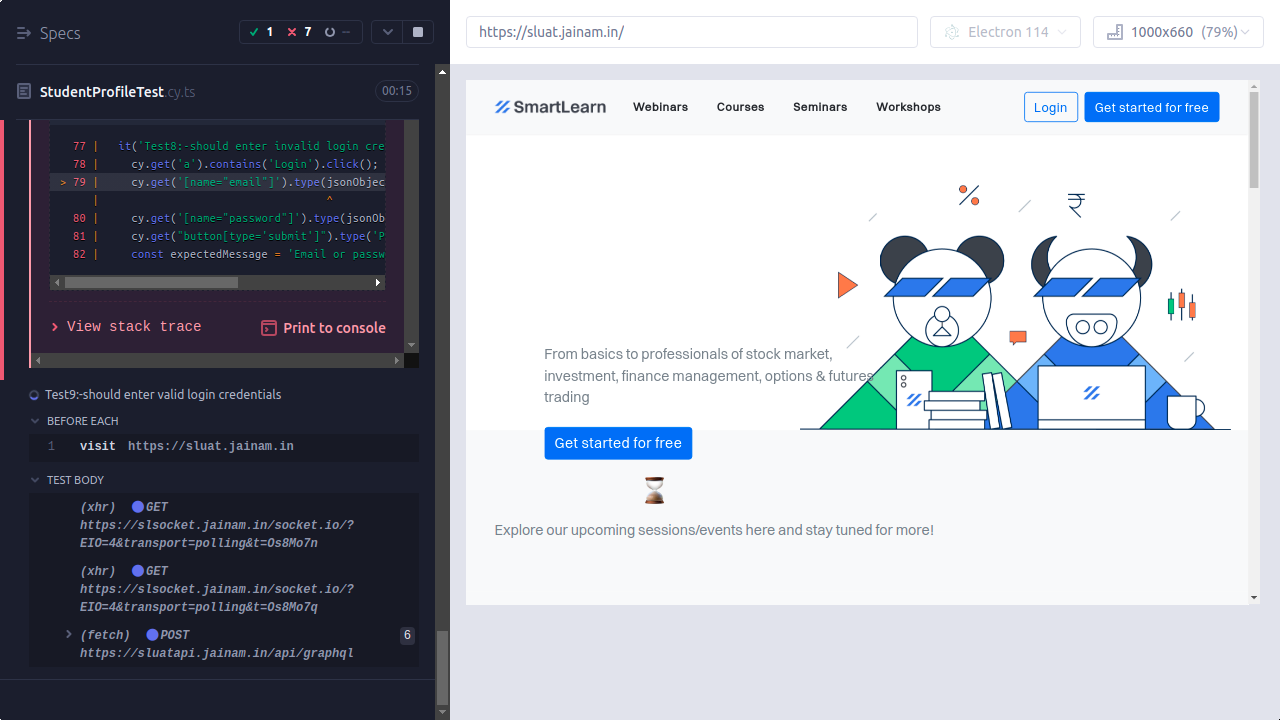 Specs
1
7
--
https://sluat.jainam.in/
Electron 114
1000x660 (79%)
StudentProfileTest.cy.ts
00:15
77 | it('Test8:-should enter invalid login cre
78 | cy.get('a').contains('Login').click();
> 79 | cy.get('[name="email"]').type(jsonObjec
| ^
80 | cy.get('[name="password"]').type(jsonOb
81 | cy.get("button[type='submit']").type('P
82 | const expectedMessage = 'Email or passw
> View stack trace
Print to console
Test9:-should enter valid login credentials
BEFORE EACH
1 visit https://sluat.jainam.in
TEST BODY
(xhr) GET
https://slsocket.jainam.in/socket.io/?
EIO=4&transport=polling&t=Os8Mo7n
(xhr) GET
https://slsocket.jainam.in/socket.io/?
EIO=4&transport=polling&t=Os8Mo7q
(fetch) POST 6
https://sluatapi.jainam.in/api/graphql
SmartLearn
Webinars
Courses
Seminars
Workshops
Login
Get started for free
%
₹
From basics to professionals of stock market,
investment, finance management, options & futures
trading
Get started for free
Explore our upcoming sessions/events here and stay tuned for more!